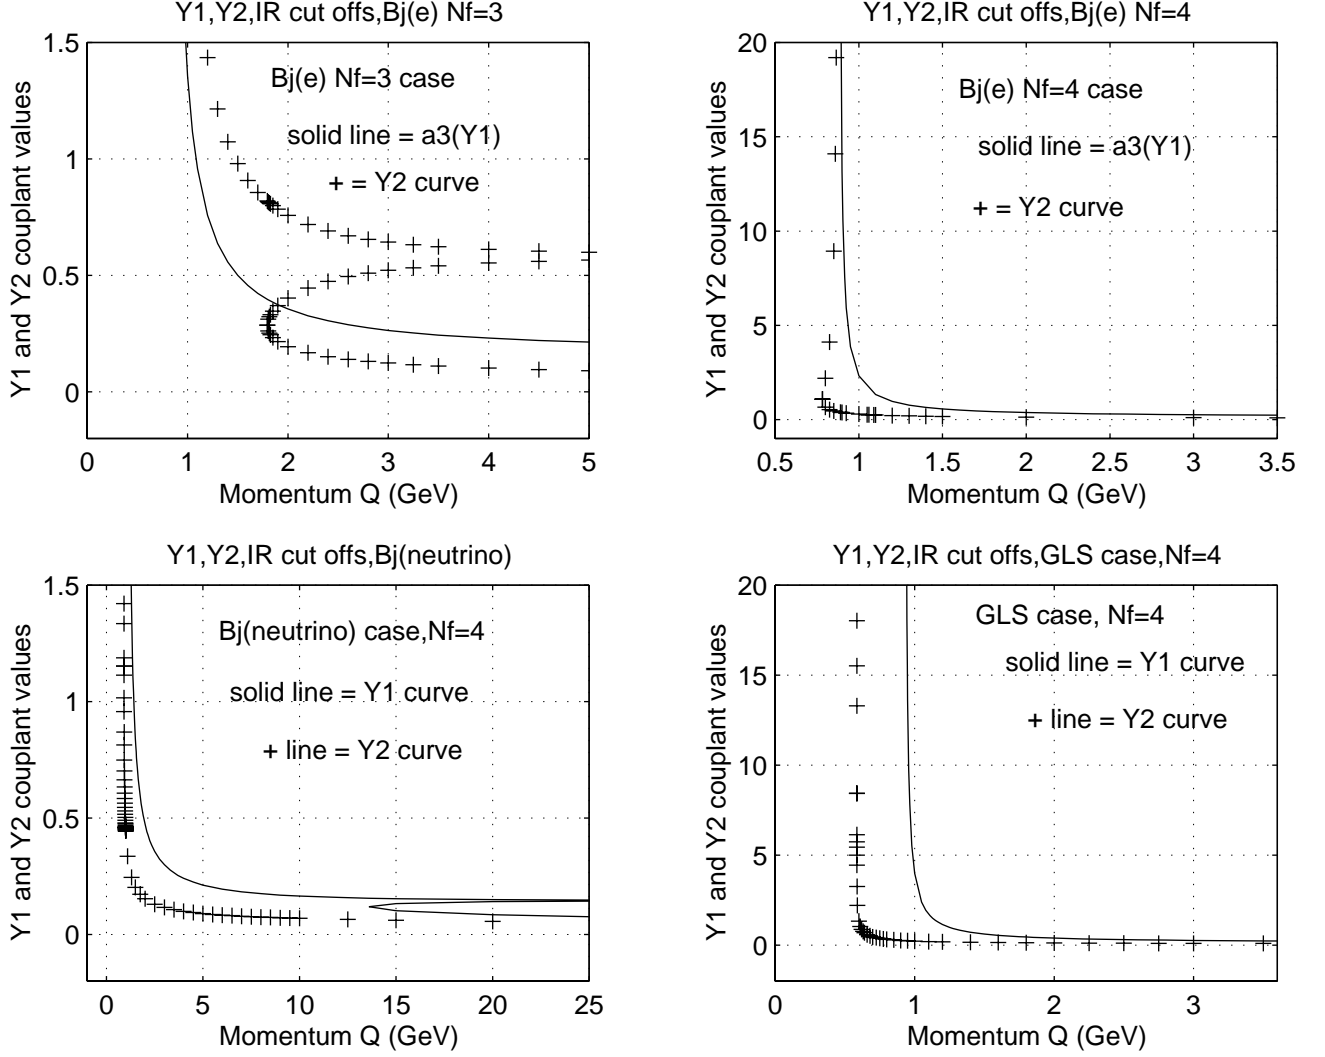 Y1,Y2,IR cut offs,Bj(e) Nf=3
1.5
1
0.5
0
Y1 and Y2 couplant values
Bj(e) Nf=3 case
solid line = a3(Y1)
+ = Y2 curve
0 1 2 3 4 5
Momentum Q (GeV)
Y1,Y2,IR cut offs,Bj(e) Nf=4
20
15
10
5
0
Y1 and Y2 couplant values
Bj(e) Nf=4 case
solid line = a3(Y1)
+ = Y2 curve
0.5 1 1.5 2 2.5 3 3.5
Momentum Q (GeV)
Y1,Y2,IR cut offs,Bj(neutrino)
1.5
1
0.5
0
Y1 and Y2 couplant values
Bj(neutrino) case,Nf=4
solid line = Y1 curve
+ line = Y2 curve
0 5 10 15 20 25
Momentum Q (GeV)
Y1,Y2,IR cut offs,GLS case,Nf=4
20
15
10
5
0
Y1 and Y2 couplant values
GLS case, Nf=4
solid line = Y1 curve
+ line = Y2 curve
0 1 2 3
Momentum Q (GeV)